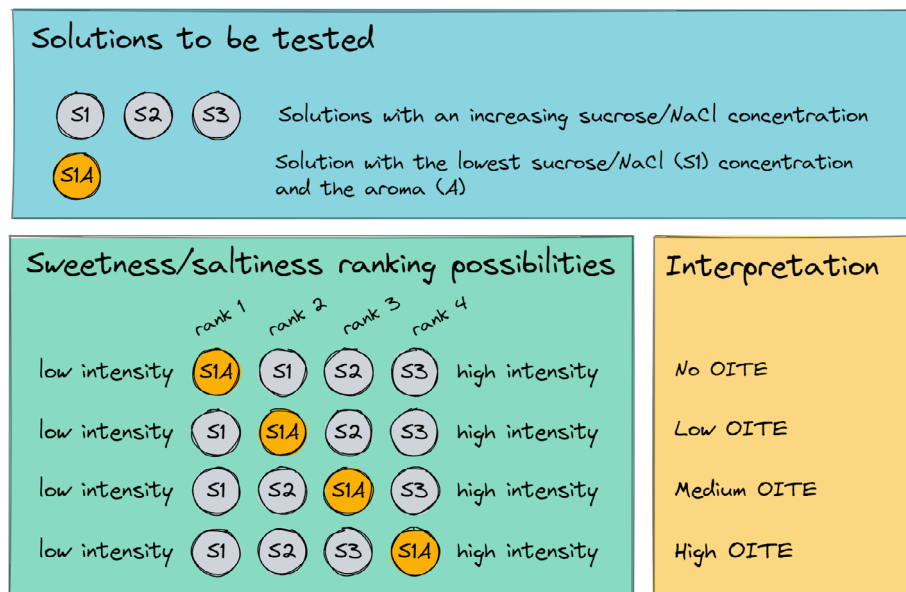 Solutions to be tested
S1 S2 S3 Solutions with an increasing sucrose/NaCl concentration
S1A Solution with the lowest sucrose/NaCl (S1) concentration
and the aroma (A)
Sweetness/saltiness ranking possibilities
rank 1 rank 2 rank 3 rank 4
low intensity S1A S1 S2 S3 high intensity
low intensity S1 S1A S2 S3 high intensity
low intensity S1 S2 S1A S3 high intensity
low intensity S1 S2 S3 S1A high intensity
Interpretation
No OITE
Low OITE
Medium OITE
High OITE